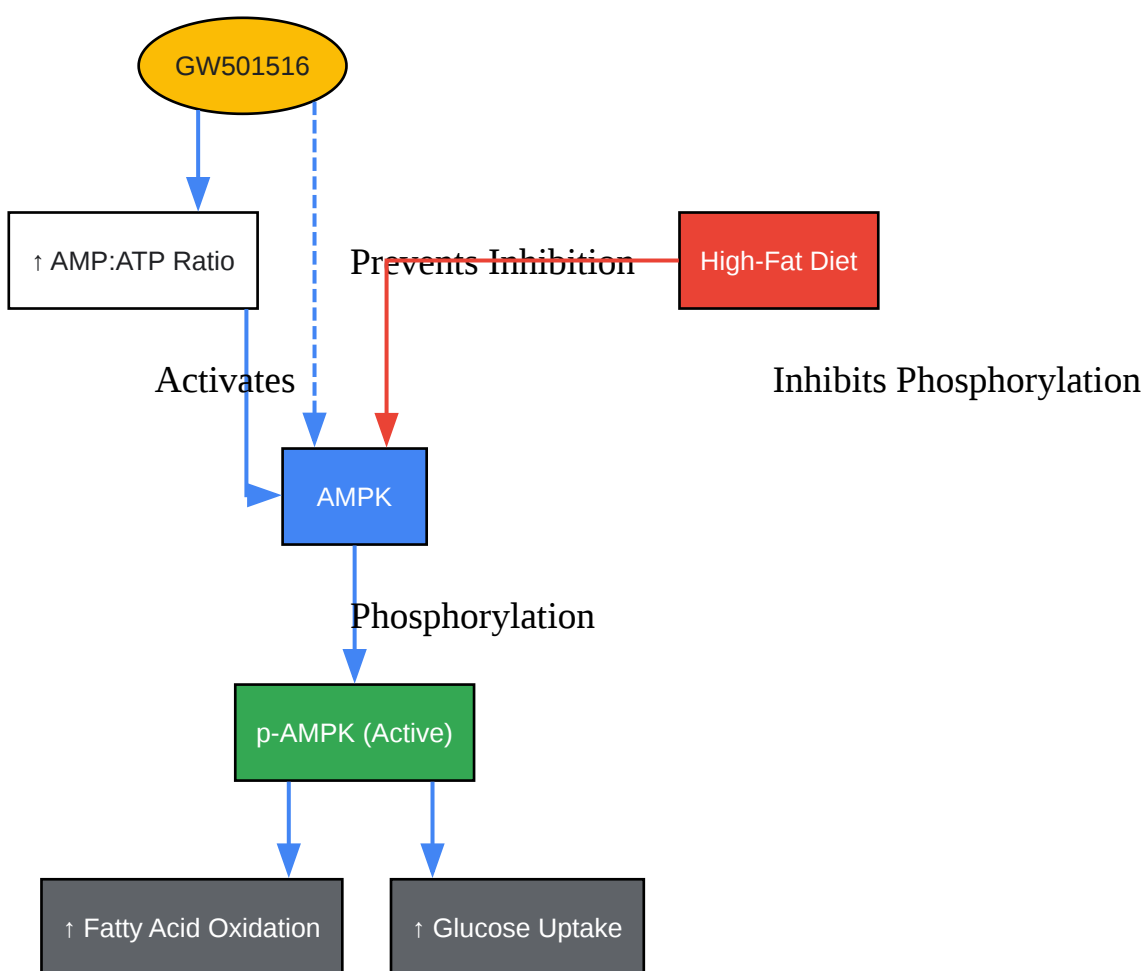 GW501516
↑ AMP:ATP Ratio
Prevents Inhibition
High-Fat Diet
Activates
Inhibits Phosphorylation
AMPK
Phosphorylation
p-AMPK (Active)
↑ Fatty Acid Oxidation
↑ Glucose Uptake